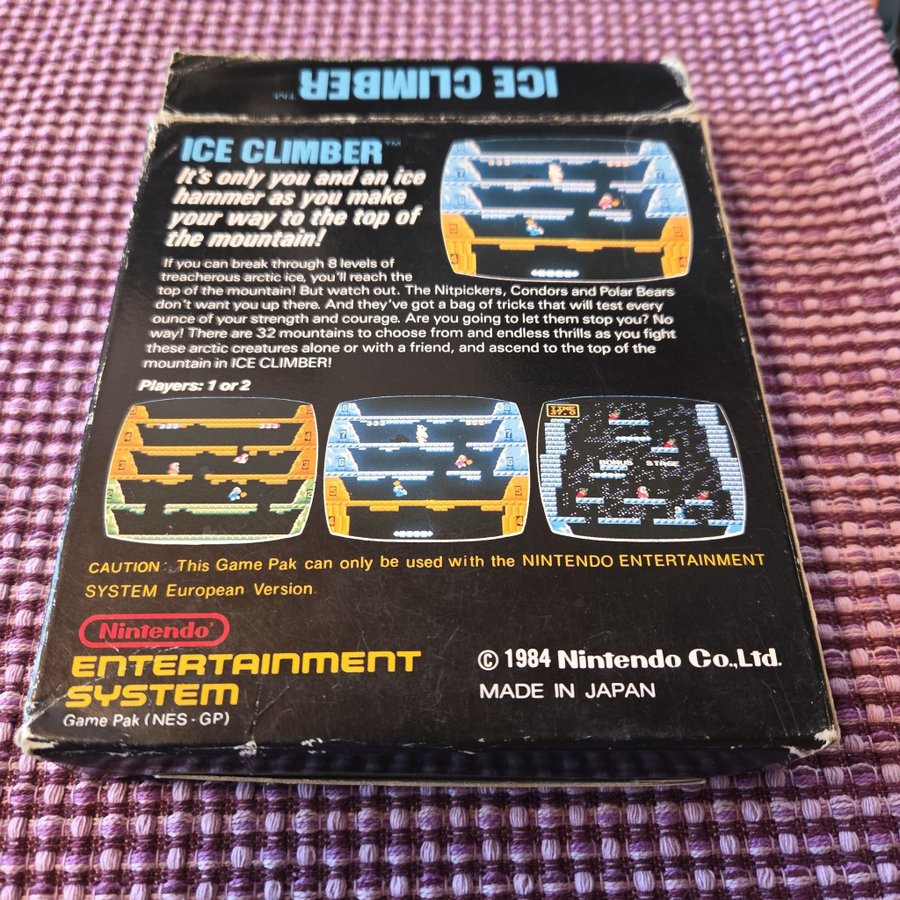 ICE CLIMBER™
ICE CLIMBER™
It's only you and an ice
hammer as you make
your way to the top of
the mountain!
If you can break through 8 levels of
treacherous arctic ice, you'll reach the
top of the mountain! But watch out. The Nitpickers, Condors and Polar Bears
don't want you up there. And they've got a bag of tricks that will test every
ounce of your strength and courage. Are you going to let them stop you? No
way! There are 32 mountains to choose from and endless thrills as you fight
these arctic creatures alone or with a friend, and ascend to the top of the
mountain in ICE CLIMBER!
Players: 1 or 2
BONUS STAGE
CAUTION: This Game Pak can only be used with the NINTENDO ENTERTAINMENT
SYSTEM European Version.
Nintendo®
ENTERTAINMENT
SYSTEM
Game Pak (NES-GP)
© 1984 Nintendo Co.,Ltd.
MADE IN JAPAN